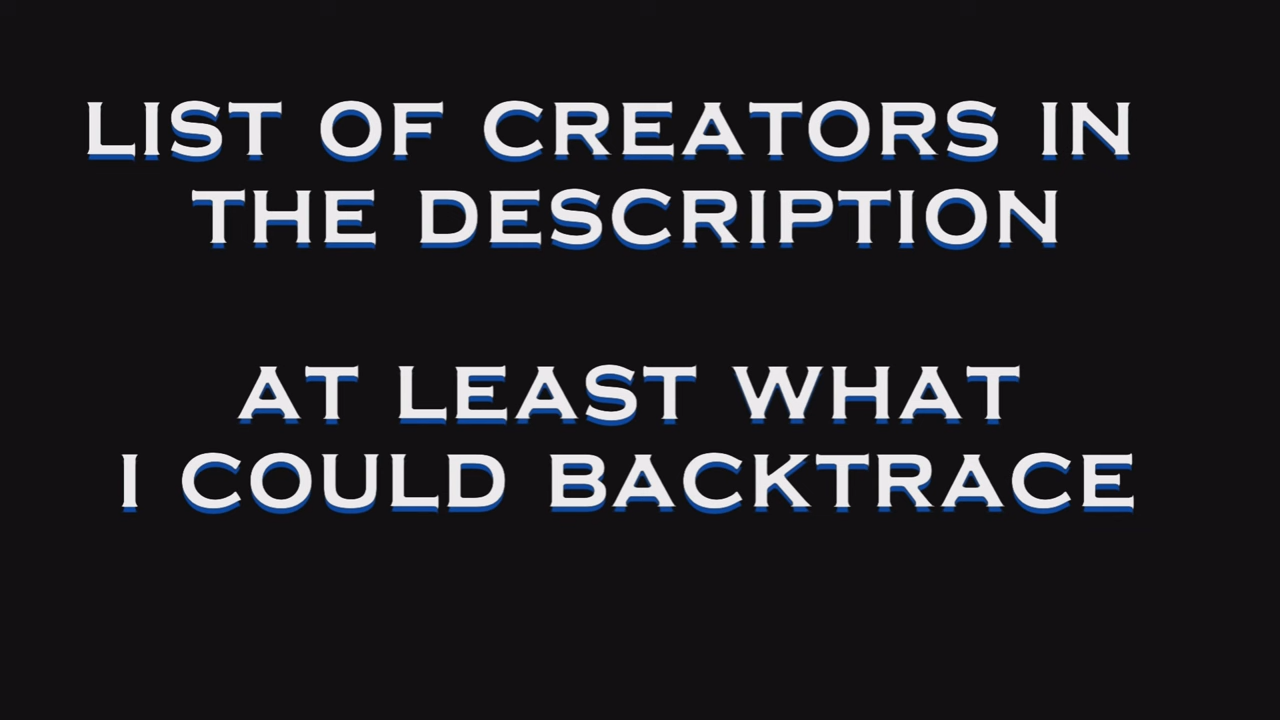 LIST OF CREATORS IN
THE DESCRIPTION
AT LEAST WHAT
I COULD BACKTRACE